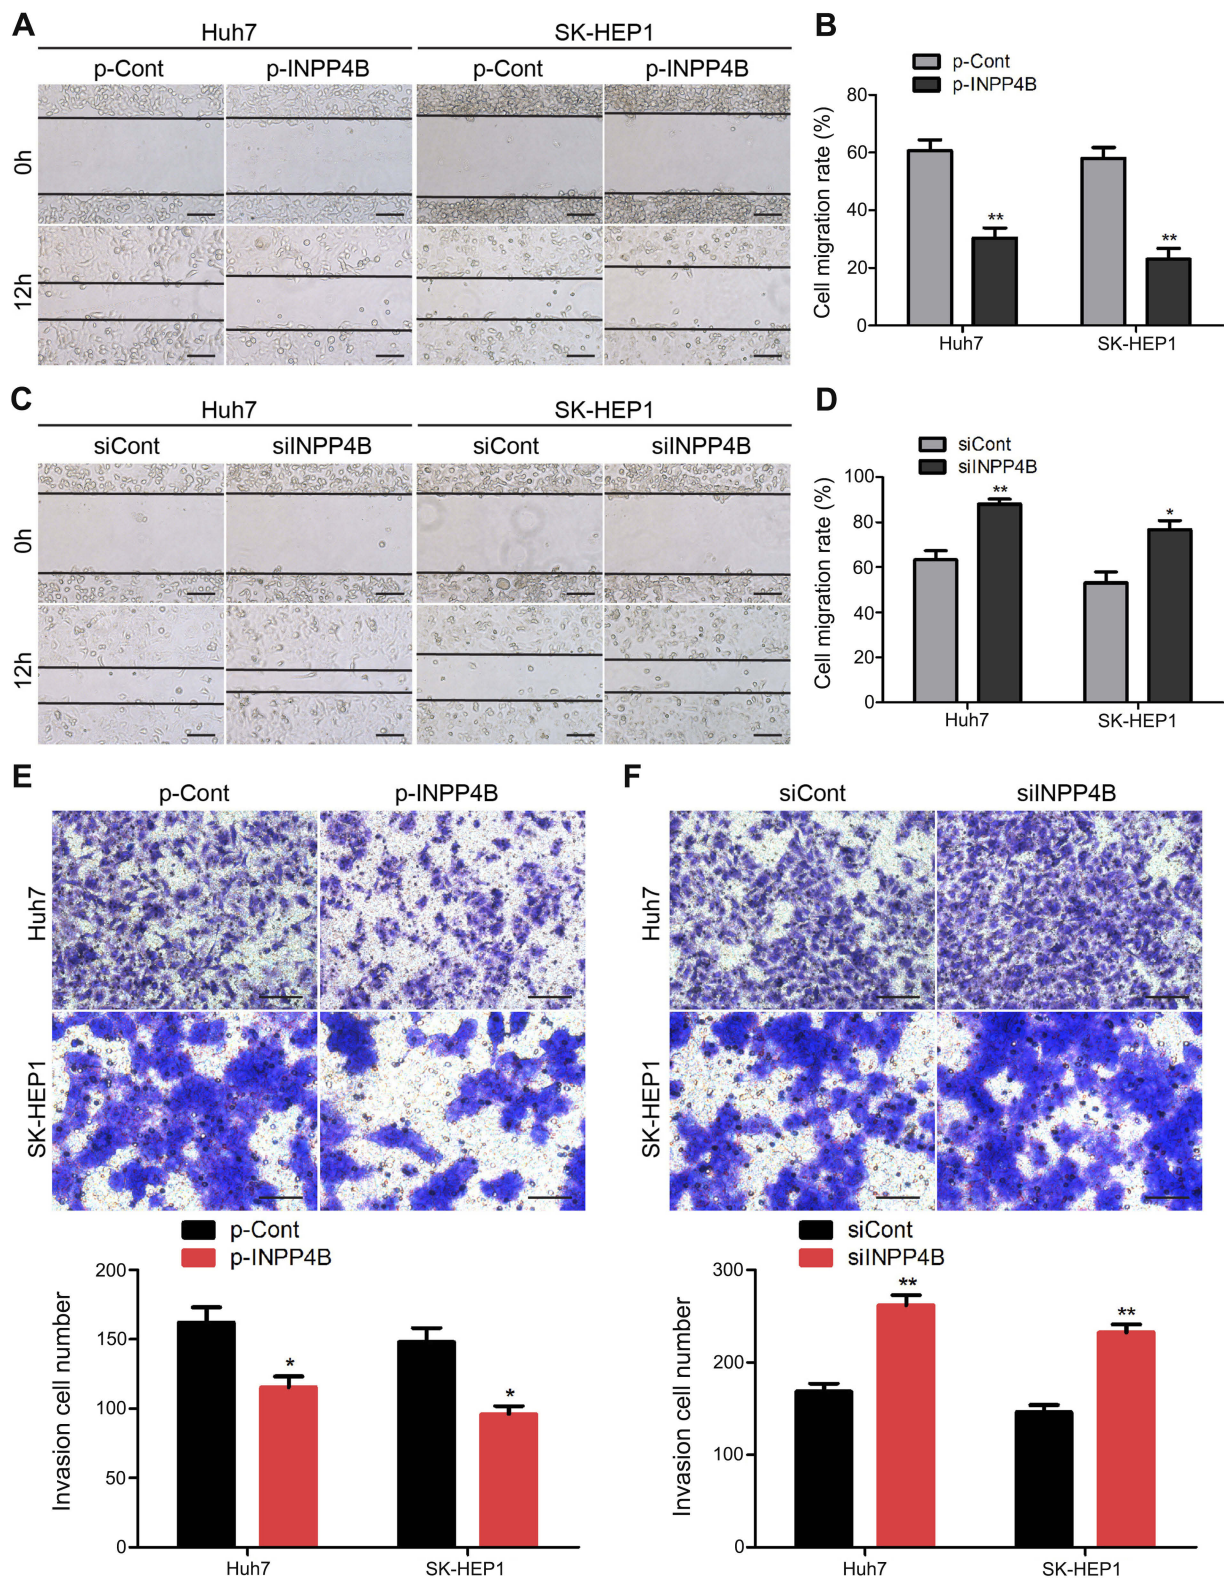 A
Huh7 SK-HEP1
p-Cont p-INPP4B p-Cont p-INPP4B
0h
12h
B
p-Cont
p-INPP4B
Cell migration rate (%)
80
60
40
20
0
** **
Huh7 SK-HEP1
C
Huh7 SK-HEP1
siCont siINPP4B siCont siINPP4B
0h
12h
D
siCont
siINPP4B
Cell migration rate (%)
100
80
60
40
20
0
** *
Huh7 SK-HEP1
E
p-Cont p-INPP4B
Huh7
SK-HEP1
p-Cont
p-INPP4B
Invasion cell number
200
150
100
50
0
* *
Huh7 SK-HEP1
F
siCont siINPP4B
Huh7
SK-HEP1
siCont
siINPP4B
Invasion cell number
300
200
100
0
** **
Huh7 SK-HEP1